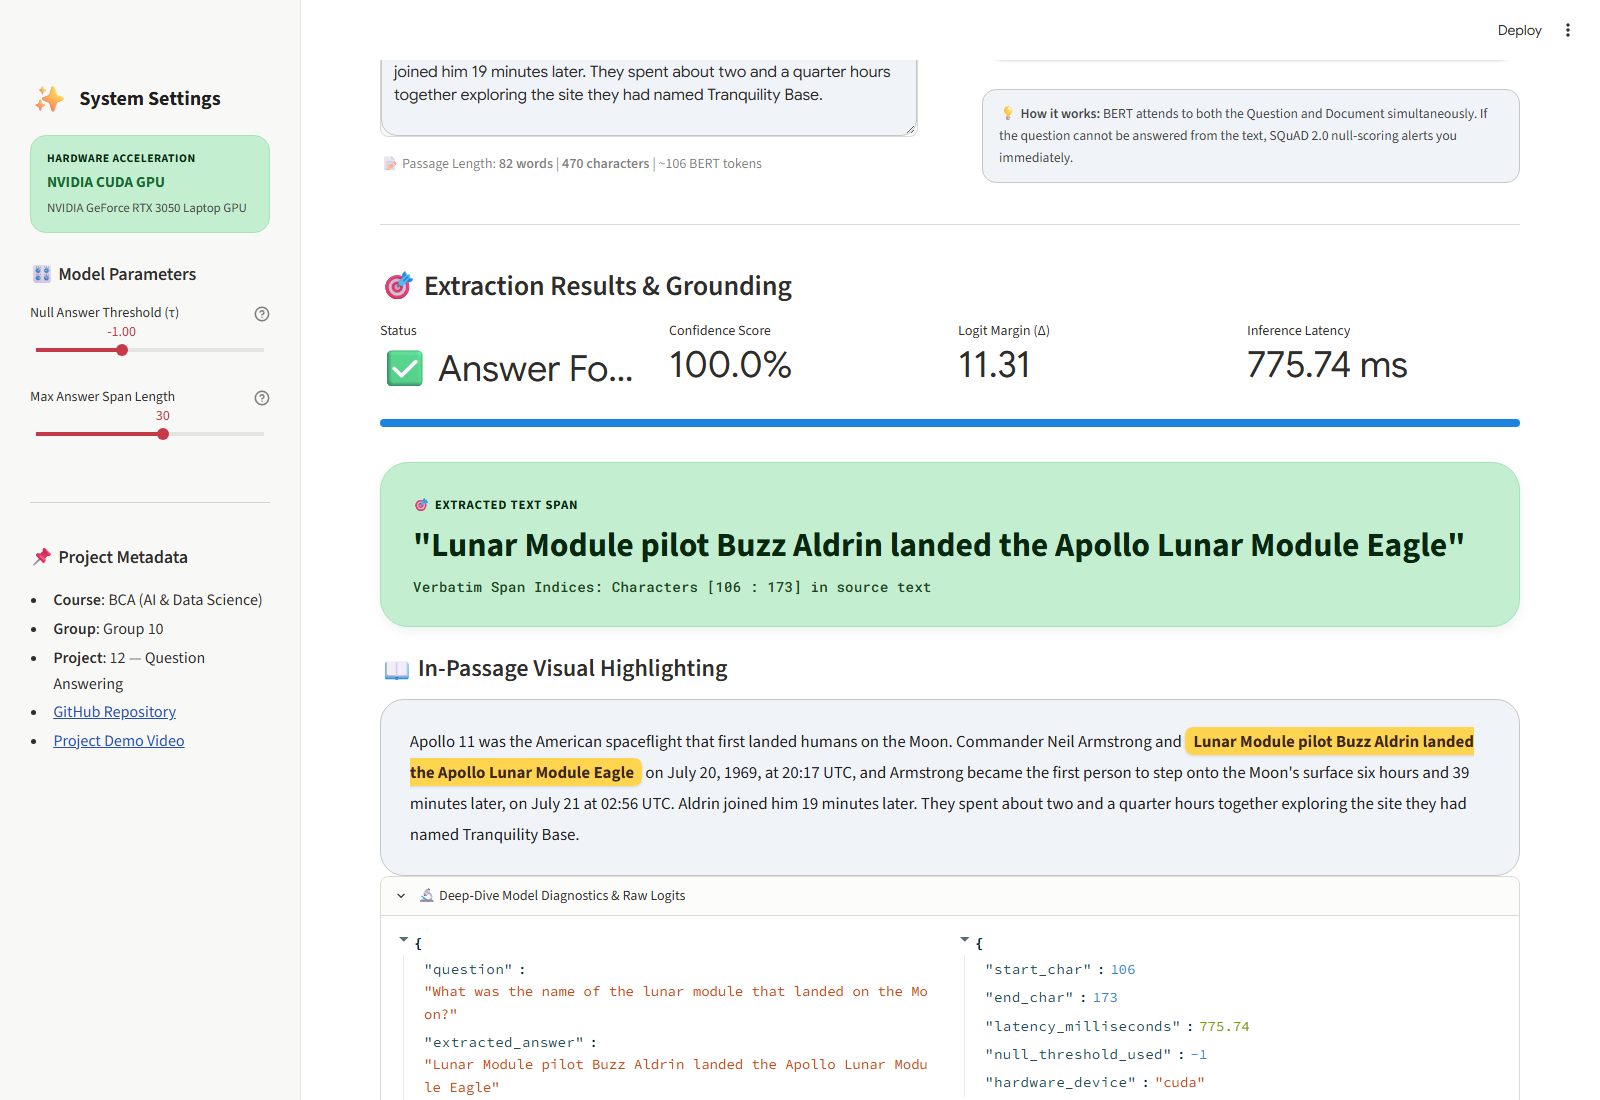 Deploy
System Settings
HARDWARE ACCELERATION
NVIDIA CUDA GPU
NVIDIA GeForce RTX 3050 Laptop GPU
Model Parameters
Null Answer Threshold (τ)
-1.00
Max Answer Span Length
30
Project Metadata
Course: BCA (AI & Data Science)
Group: Group 10
Project: 12 — Question
Answering
GitHub Repository
Project Demo Video
joined him 19 minutes later. They spent about two and a quarter hours
together exploring the site they had named Tranquility Base.
Passage Length: 82 words | 470 characters | ~106 BERT tokens
How it works: BERT attends to both the Question and Document simultaneously. If
the question cannot be answered from the text, SQuAD 2.0 null-scoring alerts you
immediately.
Extraction Results & Grounding
Status
Answer Fo...
Confidence Score
100.0%
Logit Margin (Δ)
11.31
Inference Latency
775.74 ms
EXTRACTED TEXT SPAN
"Lunar Module pilot Buzz Aldrin landed the Apollo Lunar Module Eagle"
Verbatim Span Indices: Characters [106 : 173] in source text
In-Passage Visual Highlighting
Apollo 11 was the American spaceflight that first landed humans on the Moon. Commander Neil Armstrong and Lunar Module pilot Buzz Aldrin landed
the Apollo Lunar Module Eagle on July 20, 1969, at 20:17 UTC, and Armstrong became the first person to step onto the Moon's surface six hours and 39
minutes later, on July 21 at 02:56 UTC. Aldrin joined him 19 minutes later. They spent about two and a quarter hours together exploring the site they had
named Tranquility Base.
Deep-Dive Model Diagnostics & Raw Logits
{
"question" :
"What was the name of the lunar module that landed on the Mo
on?"
"extracted_answer" :
"Lunar Module pilot Buzz Aldrin landed the Apollo Lunar Modu
le Eagle"
{
"start_char" : 106
"end_char" : 173
"latency_milliseconds" : 775.74
"null_threshold_used" : -1
"hardware_device" : "cuda"